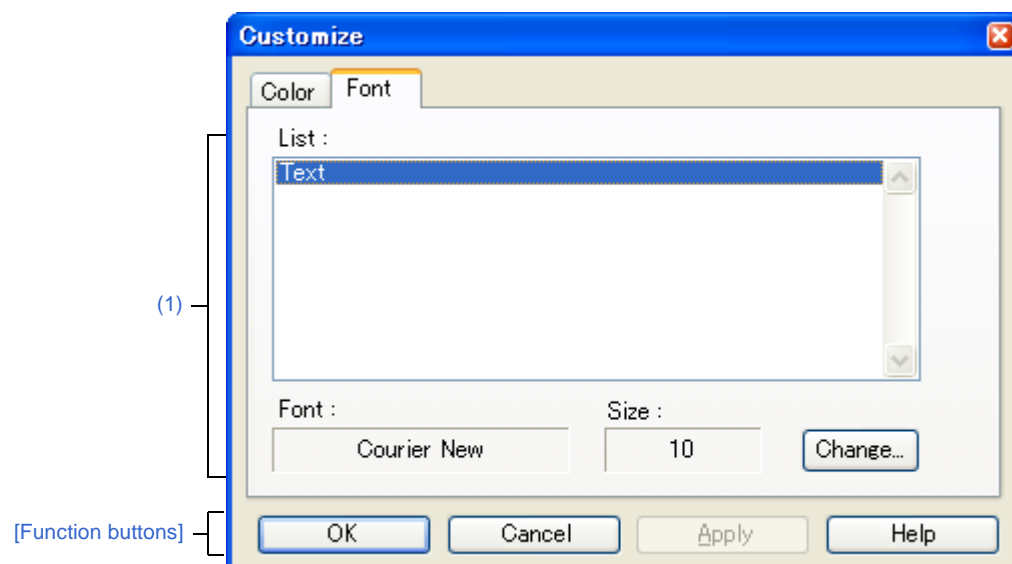 Customize
Color Font
List :
Text
(1)
Font : Size :
Courier New 10 Change...
[Function buttons] OK Cancel Apply Help